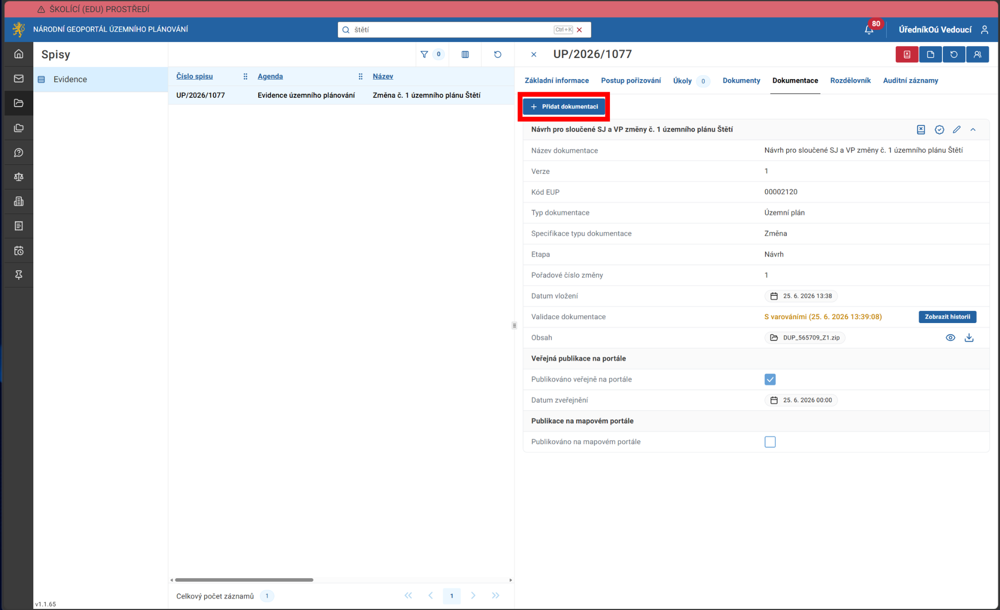 ŠKOLÍCÍ (EDU) PROSTŘEDÍ
NÁRODNÍ GEOPORTÁL ÚZEMNÍHO PLÁNOVÁNÍ
štětí
Ctrl+K
80
ÚředníkOú Vedoucí
Spisy
0
UP/2026/1077
Evidence
Číslo spisu
Agenda
Název
UP/2026/1077
Evidence územního plánování
Změna č. 1 územního plánu Štětí
Základní informace
Postup pořizování
Úkoly
0
Dokumenty
Dokumentace
Rozdělovník
Auditní záznamy
Přidat dokumentaci
Návrh pro sloučené SJ a VP změny č. 1 územního plánu Štětí
Název dokumentace
Návrh pro sloučené SJ a VP změny č. 1 územního plánu Štětí
Verze
1
Kód EUP
00002120
Typ dokumentace
Územní plán
Specifikace typu dokumentace
Změna
Etapa
Návrh
Pořadové číslo změny
1
Datum vložení
25. 6. 2026 13:38
Validace dokumentace
S varováními (25. 6. 2026 13:39:08)
Zobrazit historii
Obsah
DUP_565709_Z1.zip
Veřejná publikace na portále
Publikováno veřejně na portále
Datum zveřejnění
25. 6. 2026 00:00
Publikace na mapovém portále
Publikováno na mapovém portále
Celkový počet záznamů
1
1
v1.1.65